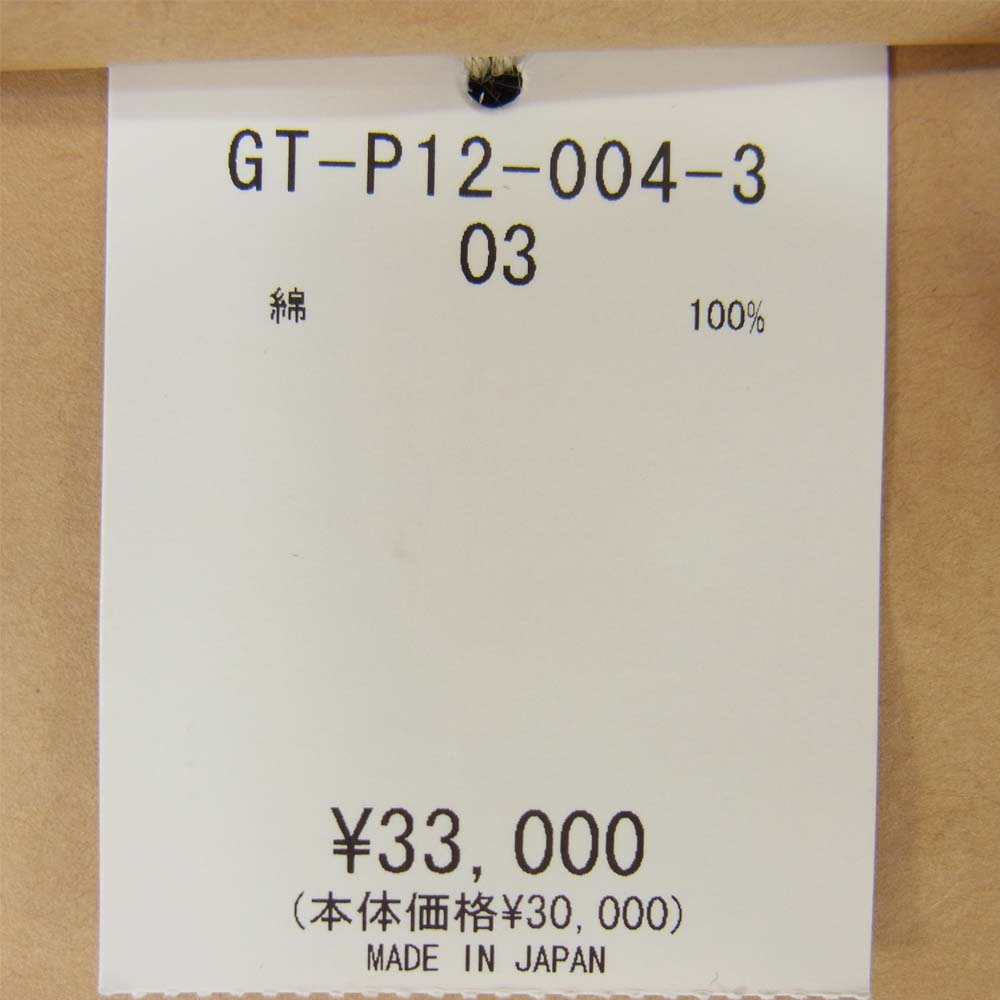 GT-P12-004-3
03
綿 100%
¥33,000
(本体価格¥30,000)
MADE IN JAPAN